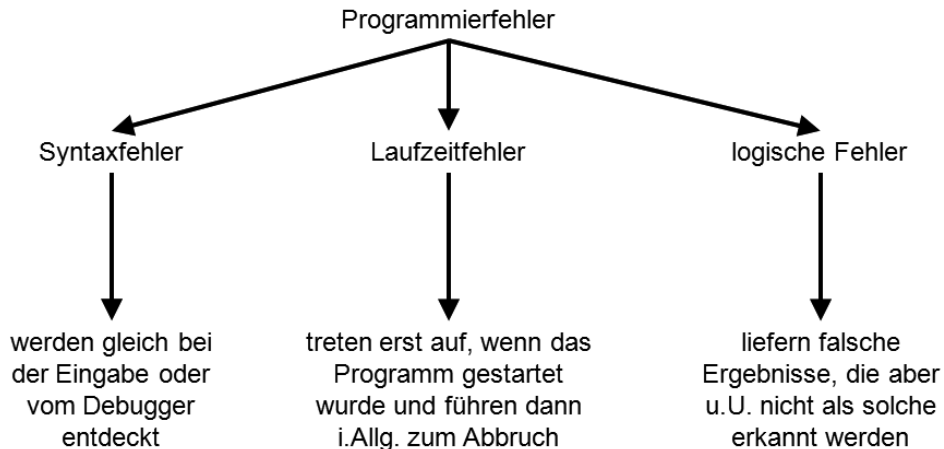 Programmierfehler
Syntaxfehler
Laufzeitfehler
logische Fehler
werden gleich bei
der Eingabe oder
vom Debugger
entdeckt
treten erst auf, wenn das
Programm gestartet
wurde und führen dann
i.Allg. zum Abbruch
liefern falsche
Ergebnisse, die aber
u.U. nicht als solche
erkannt werden